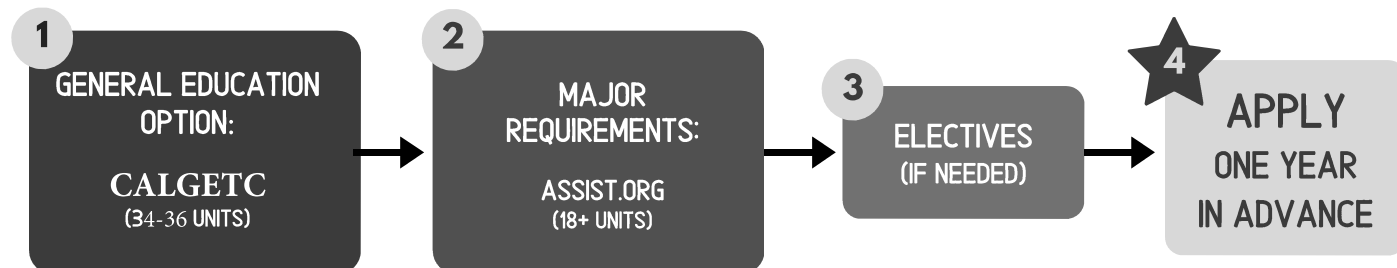 1
GENERAL EDUCATION
OPTION:
CALGETC
(34-36 UNITS)
2
MAJOR
REQUIREMENTS:
ASSIST.ORG
(18+ UNITS)
3
ELECTIVES
(IF NEEDED)
4
APPLY
ONE YEAR
IN ADVANCE